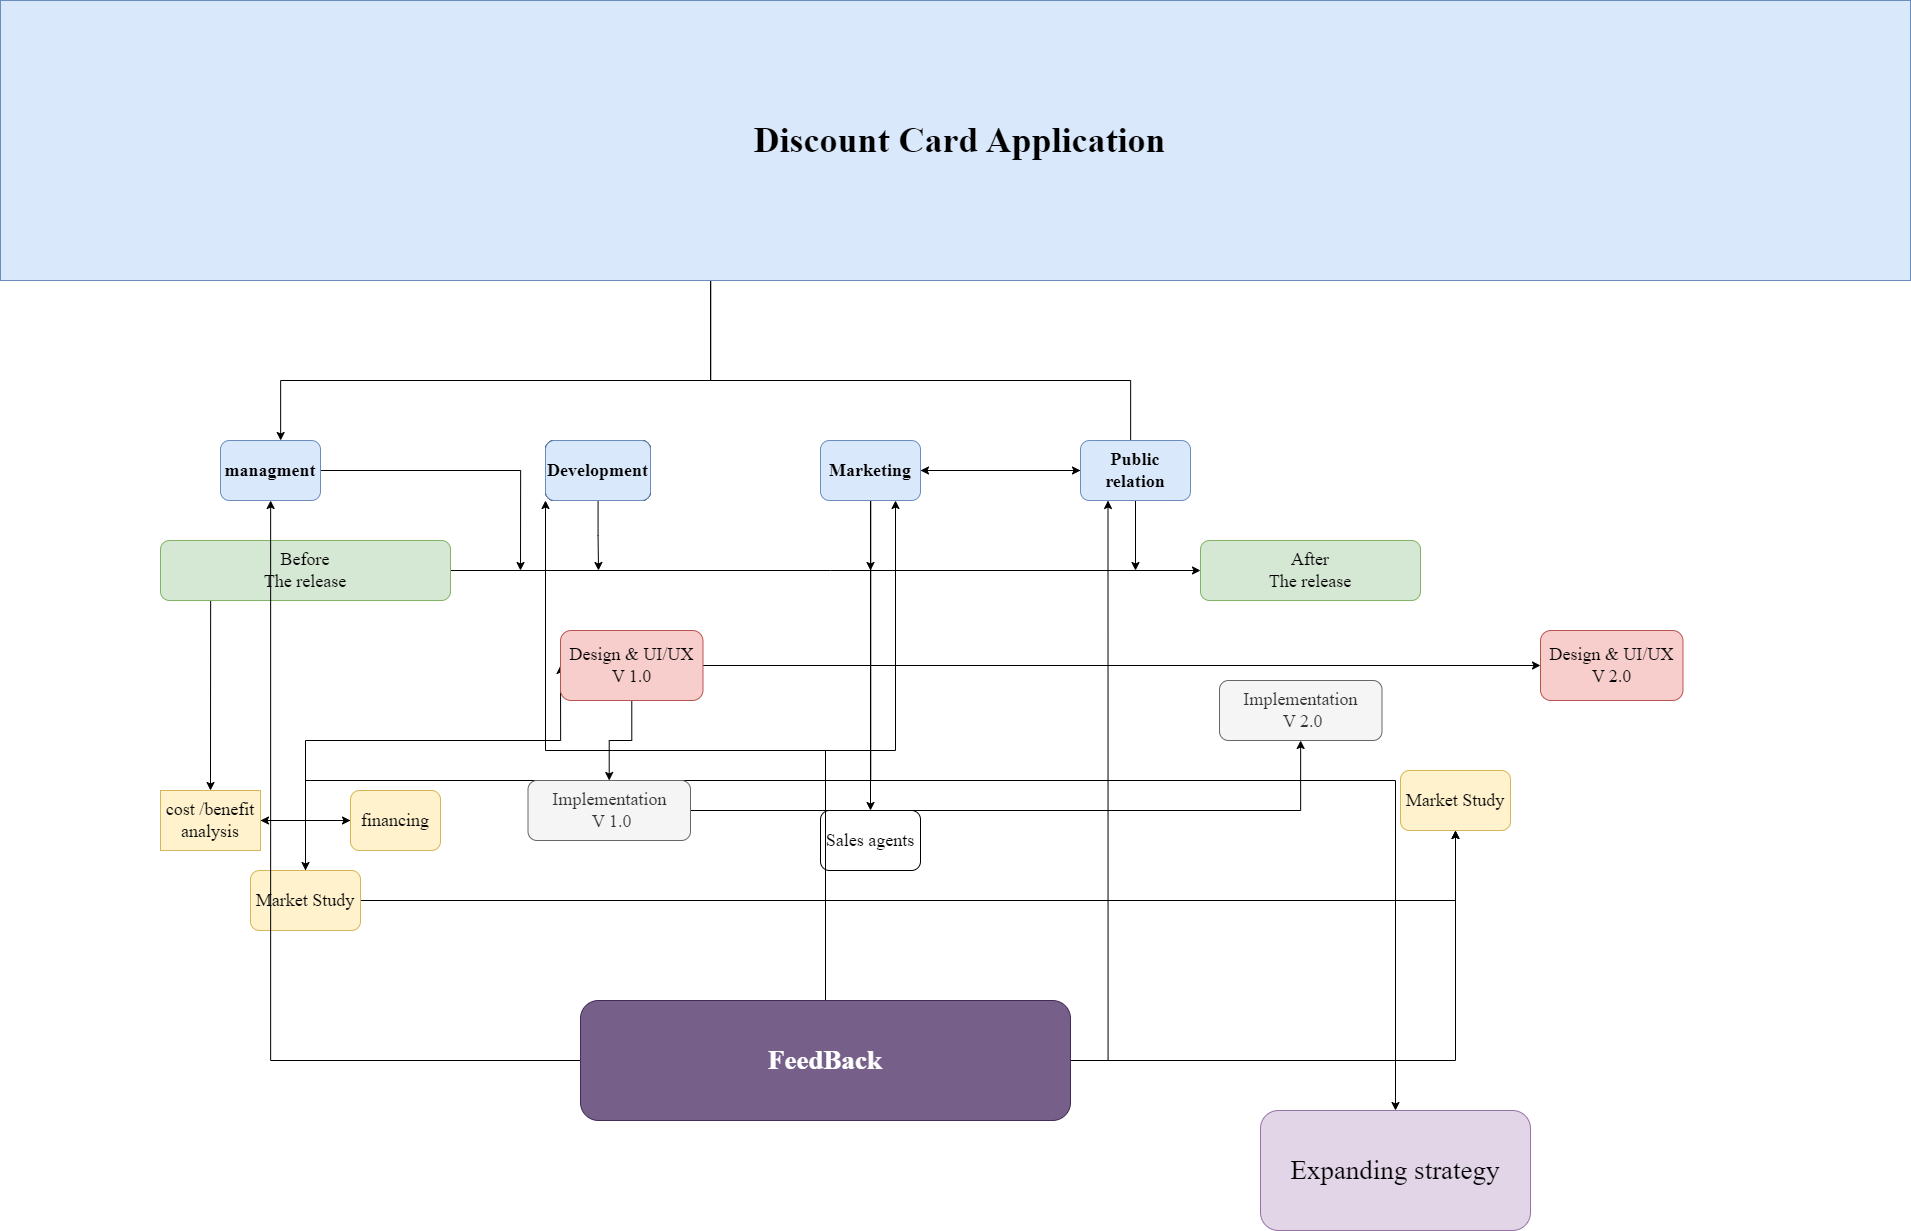 Discount Card Application
managment
Development
Marketing
Public
relation
Before
The release
After
The release
Design & UI/UX
V 1.0
Design & UI/UX
V 2.0
Implementation
V 2.0
cost /benefit
analysis
financing
Implementation
V 1.0
Sales agents
Market Study
Market Study
FeedBack
Expanding strategy